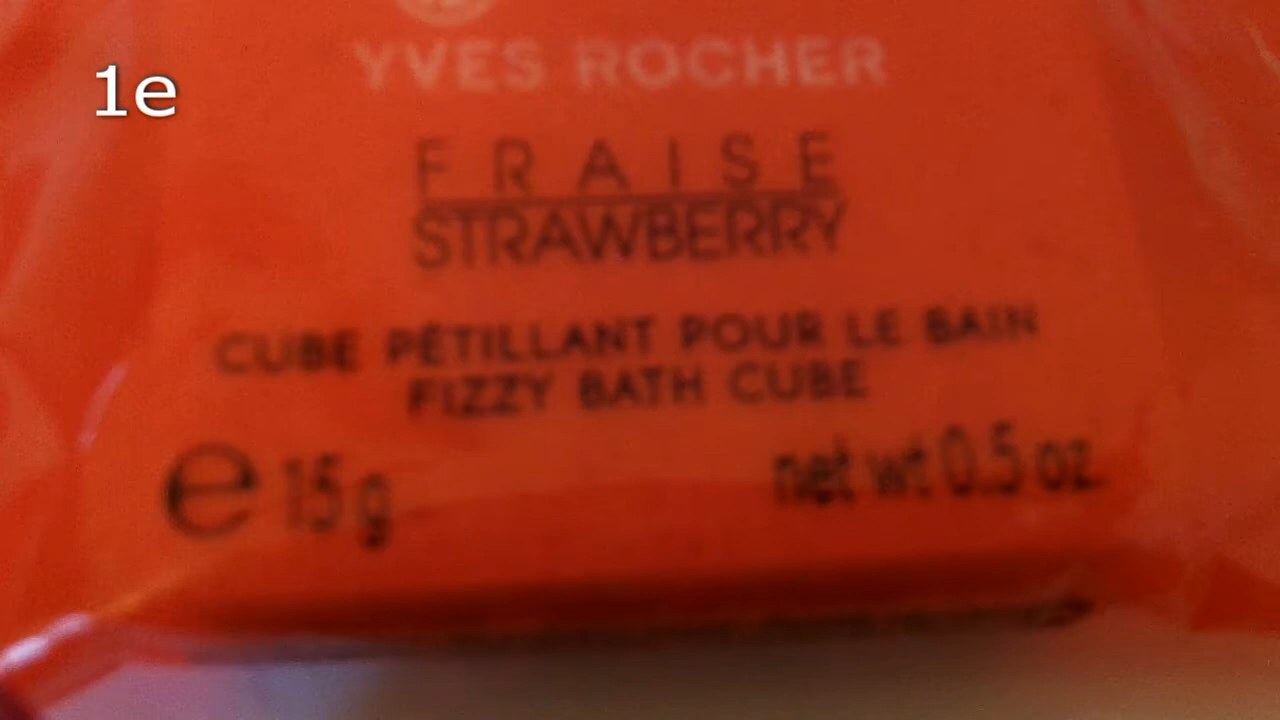 1e
YVES ROCHER
FRAISE
STRAWBERRY
CUBE PÉTILLANT POUR LE BAIN
FIZZY BATH CUBE
℮ 15 g net wt 0.5 oz.